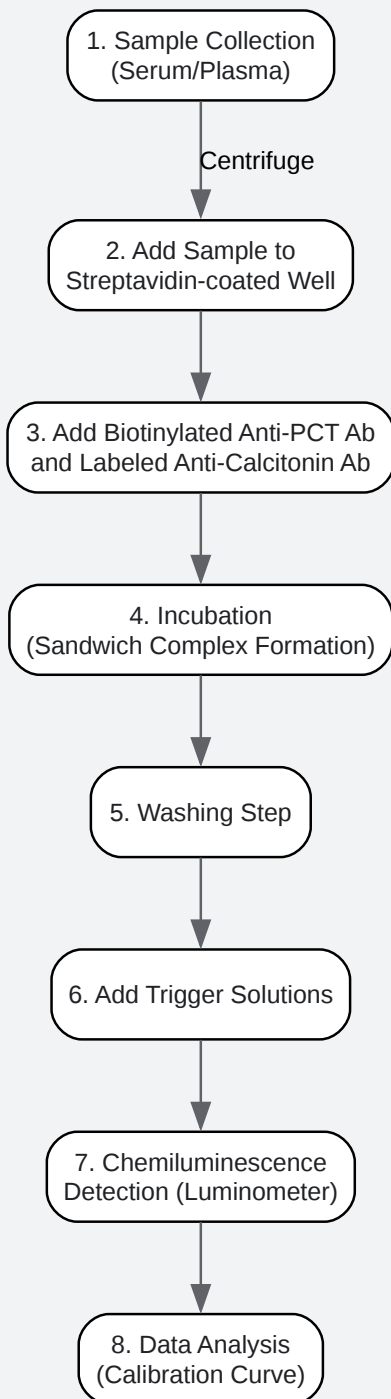 1. Sample Collection
(Serum/Plasma)
Centrifuge
2. Add Sample to
Streptavidin-coated Well
3. Add Biotinylated Anti-PCT Ab
and Labeled Anti-Calcitonin Ab
4. Incubation
(Sandwich Complex Formation)
5. Washing Step
6. Add Trigger Solutions
7. Chemiluminescence
Detection (Luminometer)
8. Data Analysis
(Calibration Curve)